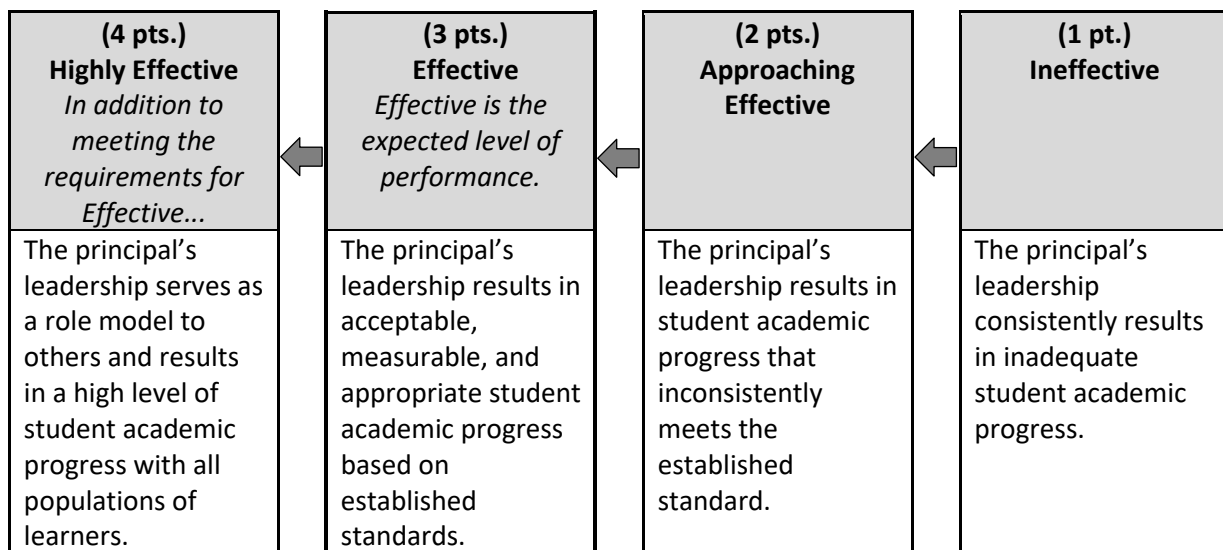 (4 pts.)
Highly Effective
In addition to
meeting the
requirements for
Effective...
The principal’s
leadership serves as
a role model to
others and results
in a high level of
student academic
progress with all
populations of
learners.
(3 pts.)
Effective
Effective is the
expected level of
performance.
The principal’s
leadership results in
acceptable,
measurable, and
appropriate student
academic progress
based on
established
standards.
(2 pts.)
Approaching
Effective
The principal’s
leadership results in
student academic
progress that
inconsistently
meets the
established
standard.
(1 pt.)
Ineffective
The principal’s
leadership
consistently results
in inadequate
student academic
progress.